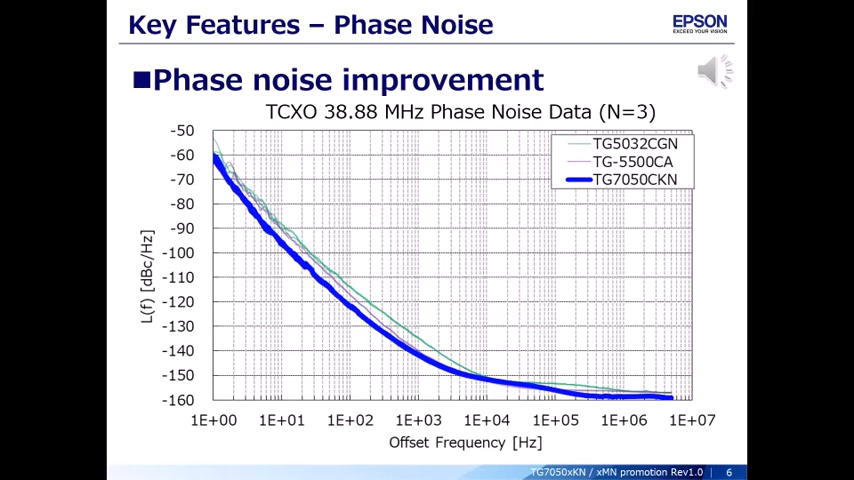 Key Features – Phase Noise
EPSON
EXCEED YOUR VISION
■Phase noise improvement
TCXO 38.88 MHz Phase Noise Data (N=3)
TG5032CGN
TG-5500CA
TG7050CKN
-50
-60
-70
-80
-90
-100
-110
-120
-130
-140
-150
-160
L(f) [dBc/Hz]
1E+00 1E+01 1E+02 1E+03 1E+04 1E+05 1E+06 1E+07
Offset Frequency [Hz]
TG7050xKN / xMN promotion Rev1.0 6